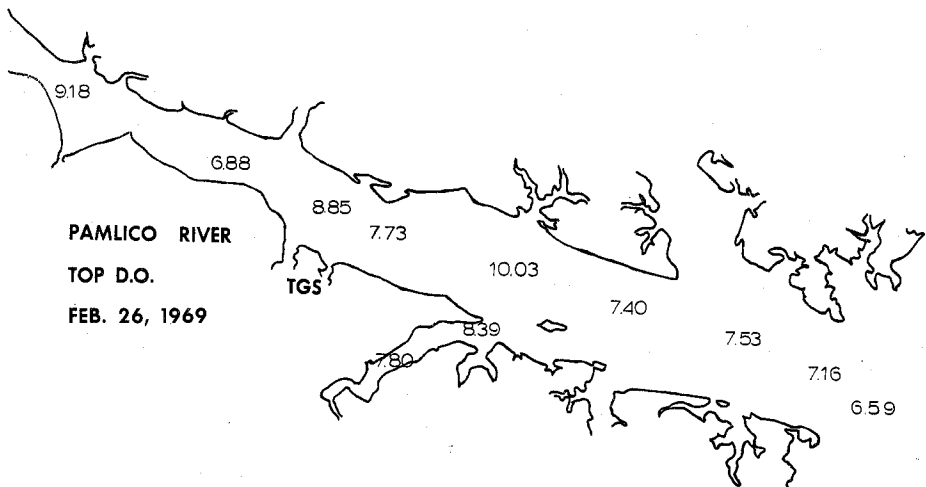 9.18
6.88
8.85
7.73
PAMLICO RIVER
TOP D.O.
FEB. 26, 1969
TGS
10.03
7.40
8.39
7.80
7.53
7.16
6.59